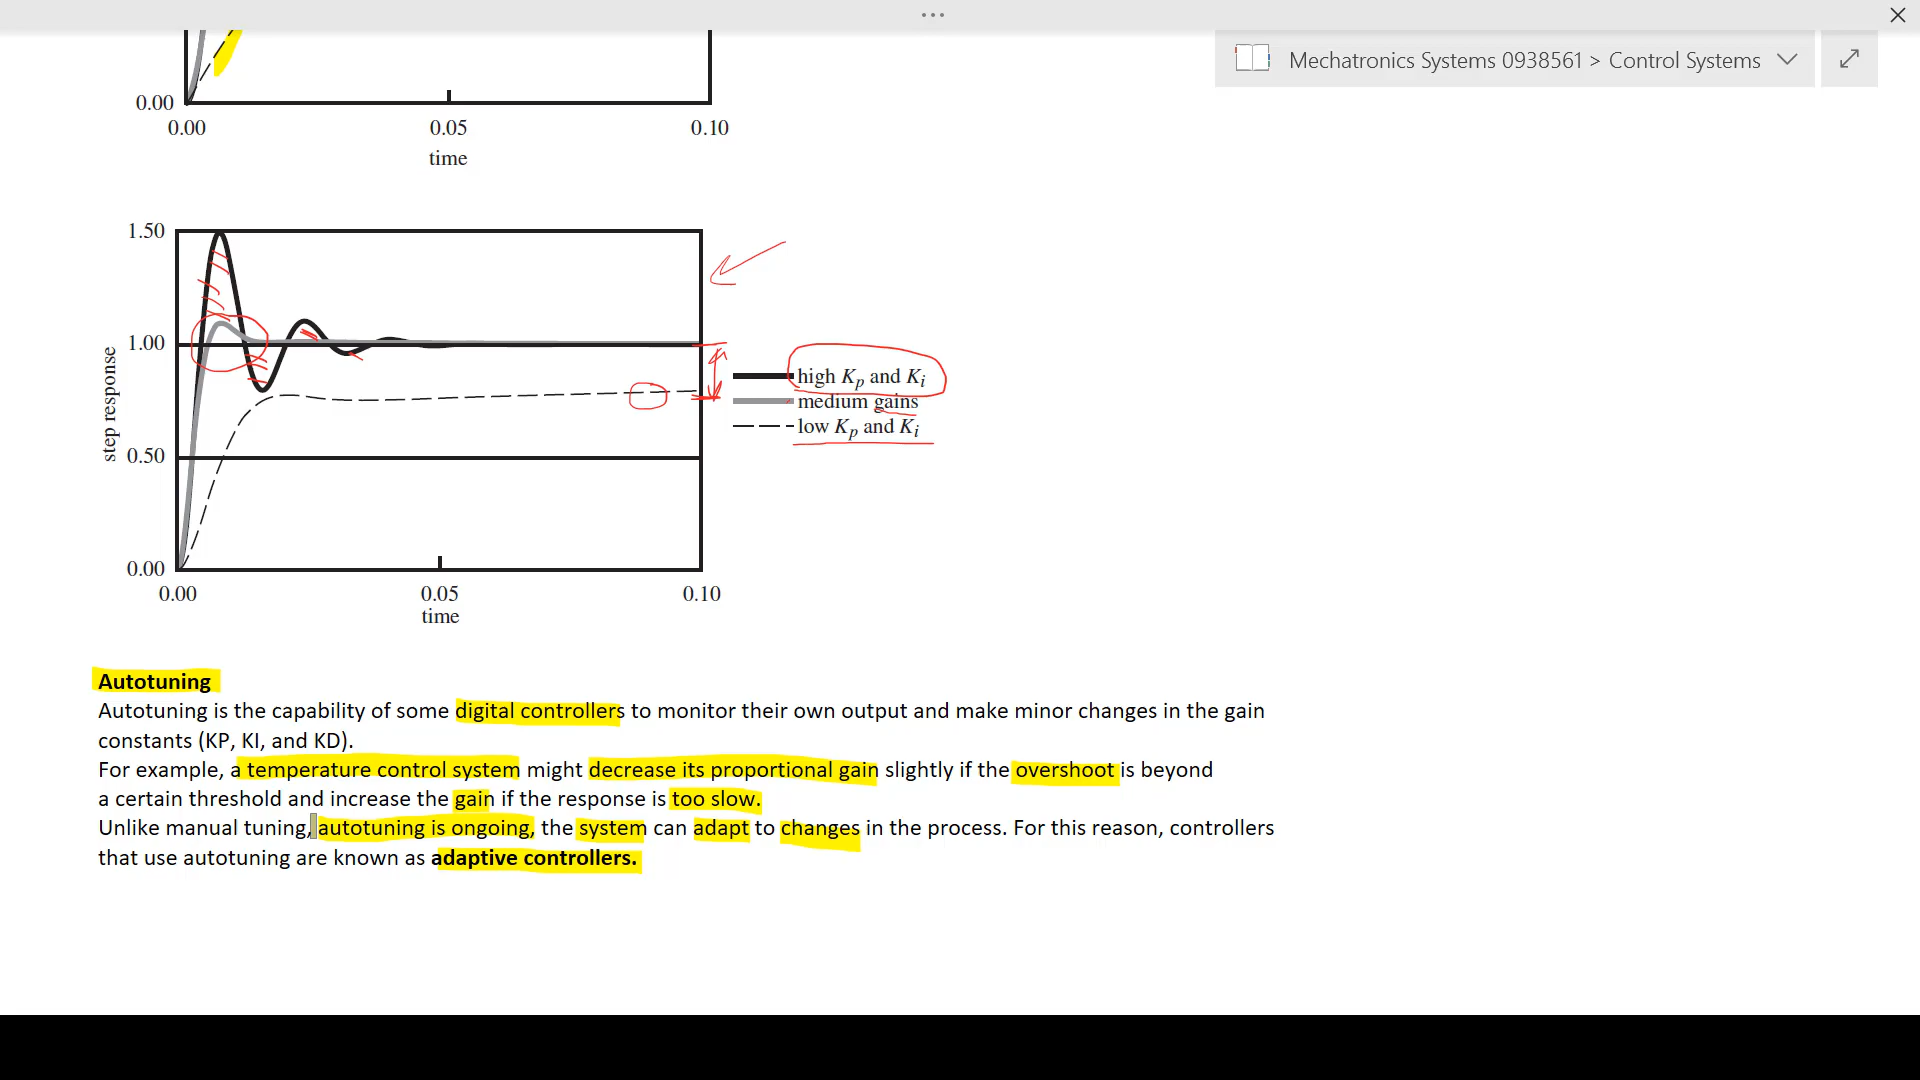 Mechatronics Systems 0938561 > Control Systems
0.00
0.00 0.05 0.10
time
1.50
1.00
0.50
0.00
step response
high Kp and Ki
medium gains
low Kp and Ki
0.00 0.05 0.10
time
Autotuning
Autotuning is the capability of some digital controllers to monitor their own output and make minor changes in the gain
constants (KP, KI, and KD).
For example, a temperature control system might decrease its proportional gain slightly if the overshoot is beyond
a certain threshold and increase the gain if the response is too slow.
Unlike manual tuning, autotuning is ongoing, the system can adapt to changes in the process. For this reason, controllers
that use autotuning are known as adaptive controllers.